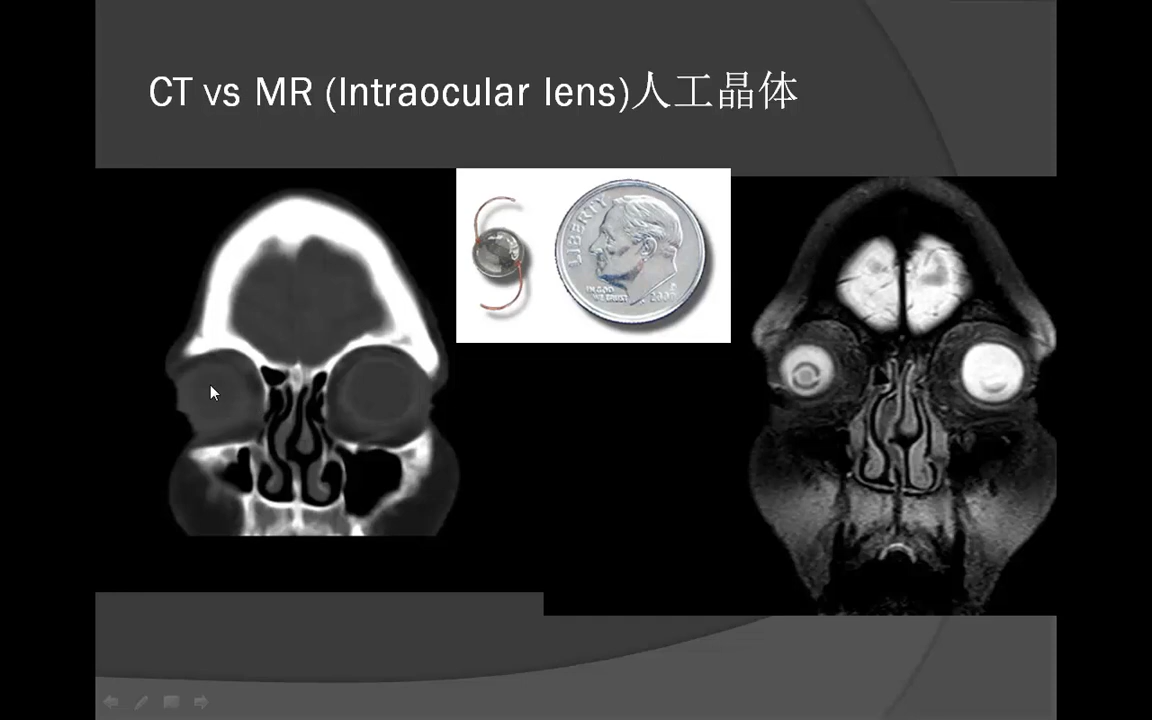 CT vs MR (Intraocular lens)人工晶体
LIBERTY
IN GOD
WE TRUST